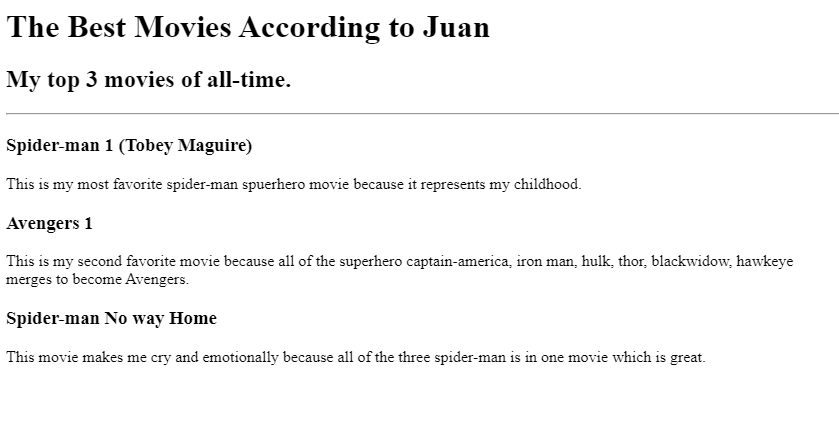 The Best Movies According to Juan
My top 3 movies of all-time.
Spider-man 1 (Tobey Maguire)
This is my most favorite spider-man spuerhero movie because it represents my childhood.
Avengers 1
This is my second favorite movie because all of the superhero captain-america, iron man, hulk, thor, blackwidow, hawkeye
merges to become Avengers.
Spider-man No way Home
This movie makes me cry and emotionally because all of the three spider-man is in one movie which is great.